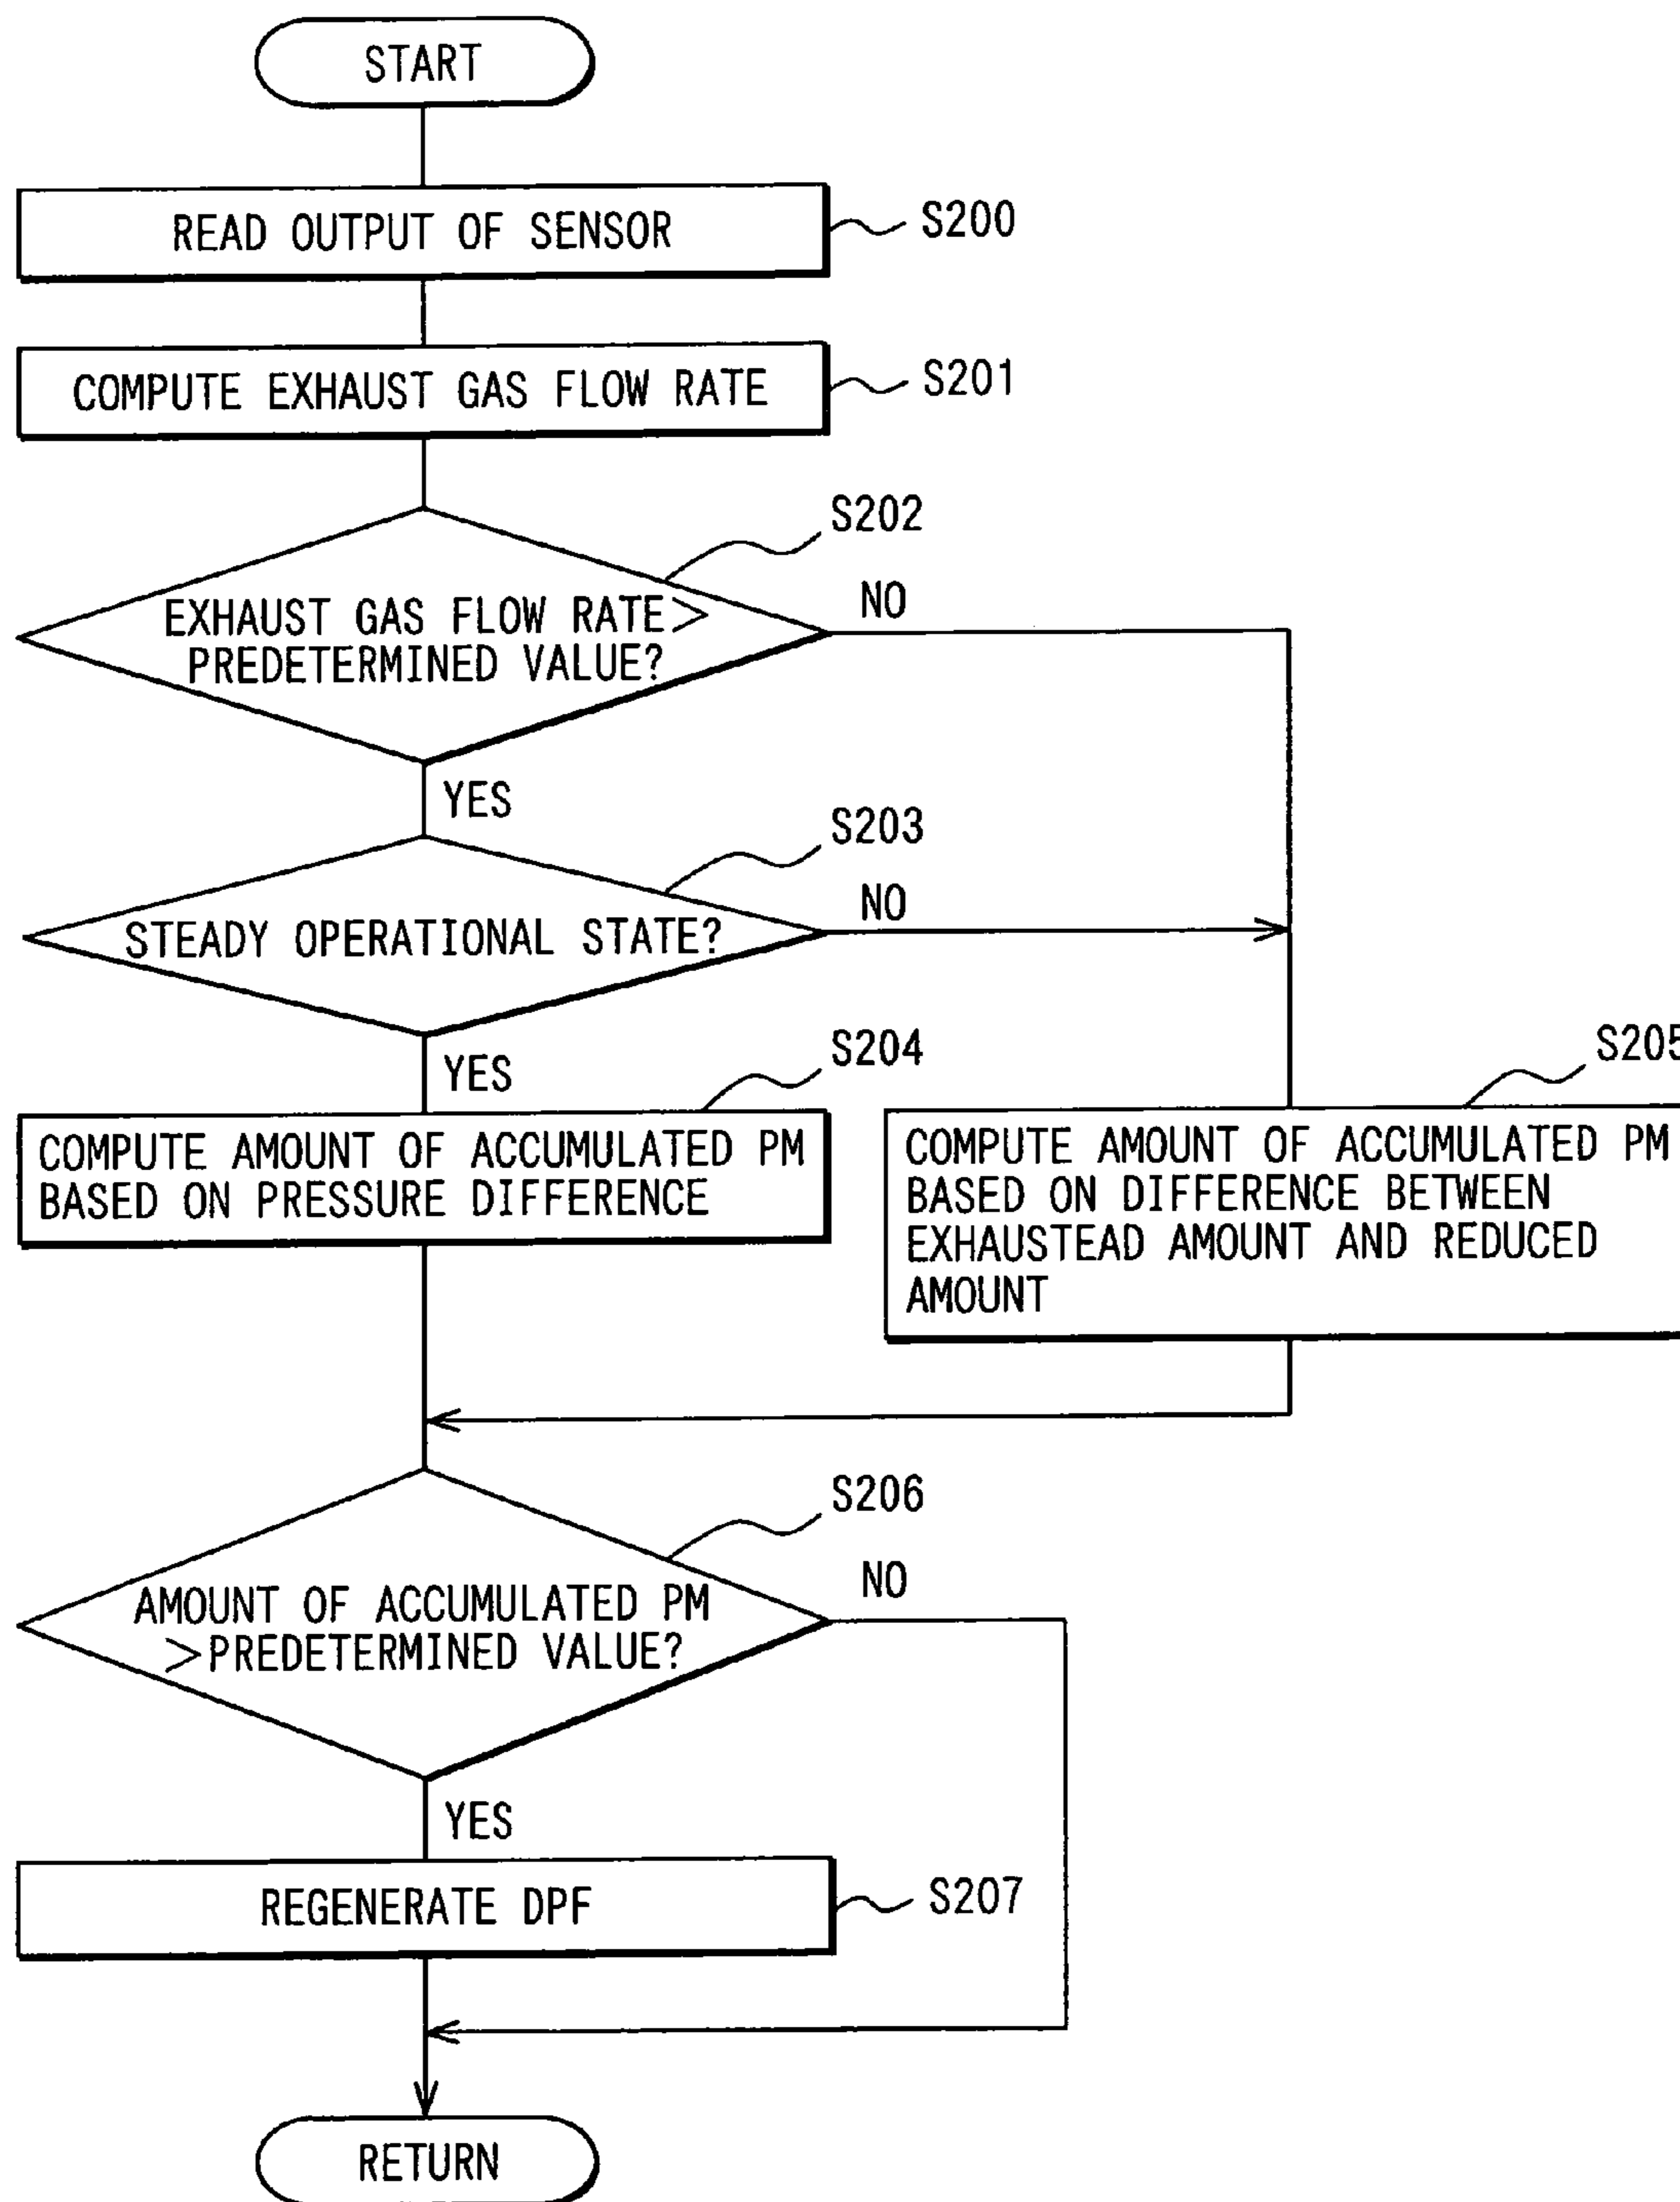 START
READ OUTPUT OF SENSOR
S200
COMPUTE EXHAUST GAS FLOW RATE
S201
S202
EXHAUST GAS FLOW RATE>
PREDETERMINED VALUE?
NO
YES
S203
STEADY OPERATIONAL STATE?
NO
YES
S204
COMPUTE AMOUNT OF ACCUMULATED PM
BASED ON PRESSURE DIFFERENCE
S205
COMPUTE AMOUNT OF ACCUMULATED PM
BASED ON DIFFERENCE BETWEEN
EXHAUSTEAD AMOUNT AND REDUCED
AMOUNT
S206
AMOUNT OF ACCUMULATED PM
>PREDETERMINED VALUE?
NO
YES
REGENERATE DPF
S207
RETURN